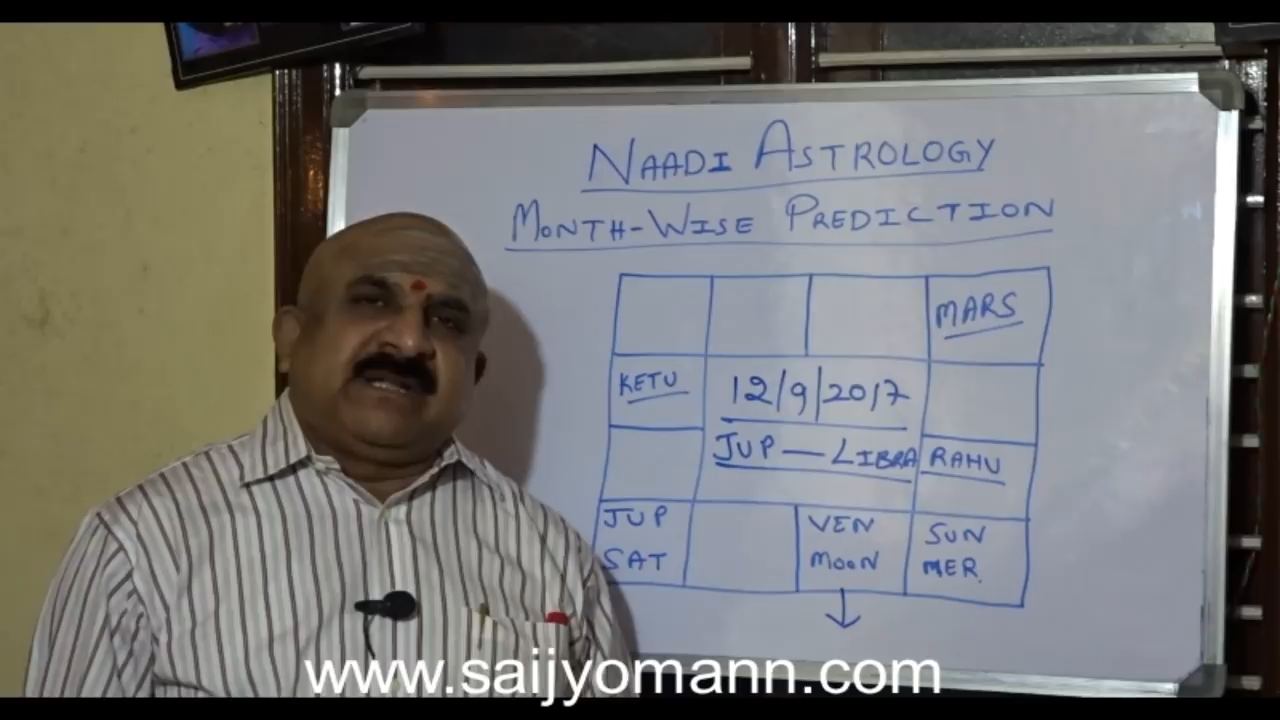 NAADI ASTROLOGY
MONTH-WISE PREDICTION
MARS
KETU
12/9/2017
JUP — LIBRA
RAHU
JUP
SAT
VEN
MOON
SUN
MER.
www.saijyomann.com